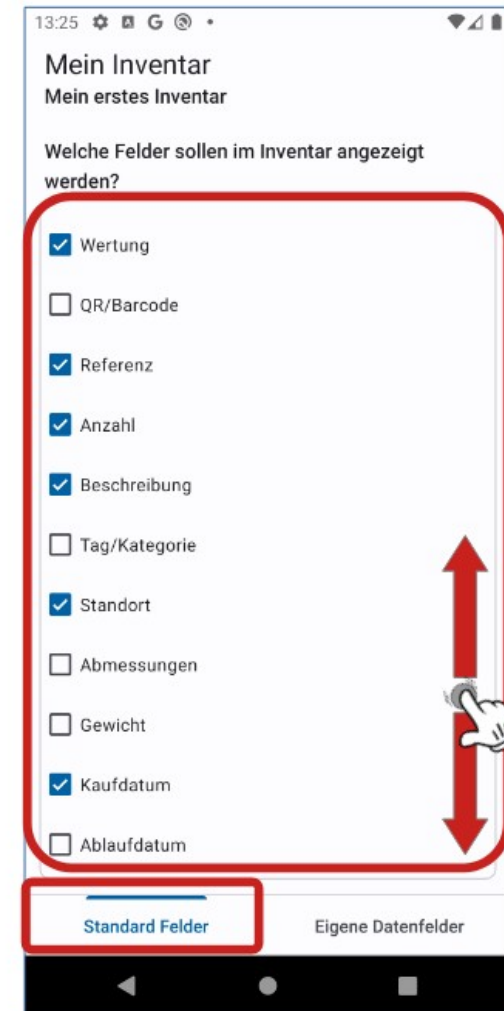 13:25
Mein Inventar
Mein erstes Inventar
Welche Felder sollen im Inventar angezeigt
werden?
Wertung
QR/Barcode
Referenz
Anzahl
Beschreibung
Tag/Kategorie
Standort
Abmessungen
Gewicht
Kaufdatum
Ablaufdatum
Standard Felder
Eigene Datenfelder